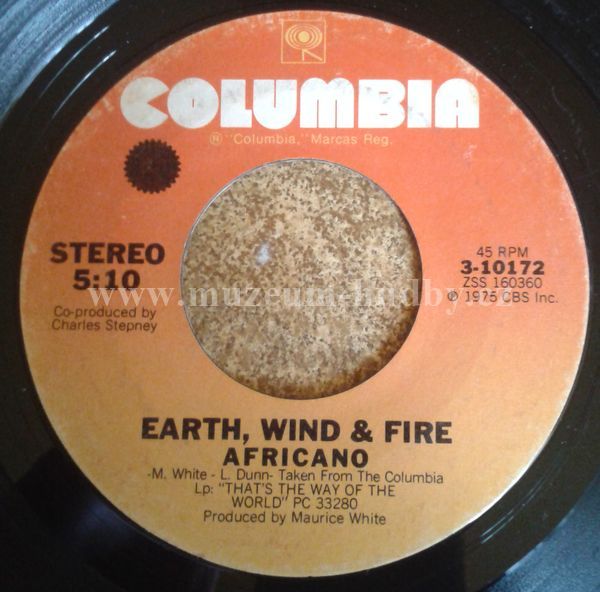 COLUMBIA
® "Columbia," Marcas Reg.
STEREO
5:10
Co-produced by
Charles Stepney
45 RPM
3-10172
ZSS 160360
℗ 1975 CBS Inc.
www.muzeum-hudby.cz
EARTH, WIND & FIRE
AFRICANO
-M. White - L. Dunn- Taken From The Columbia
Lp: "THAT'S THE WAY OF THE
WORLD" PC 33280
Produced by Maurice White